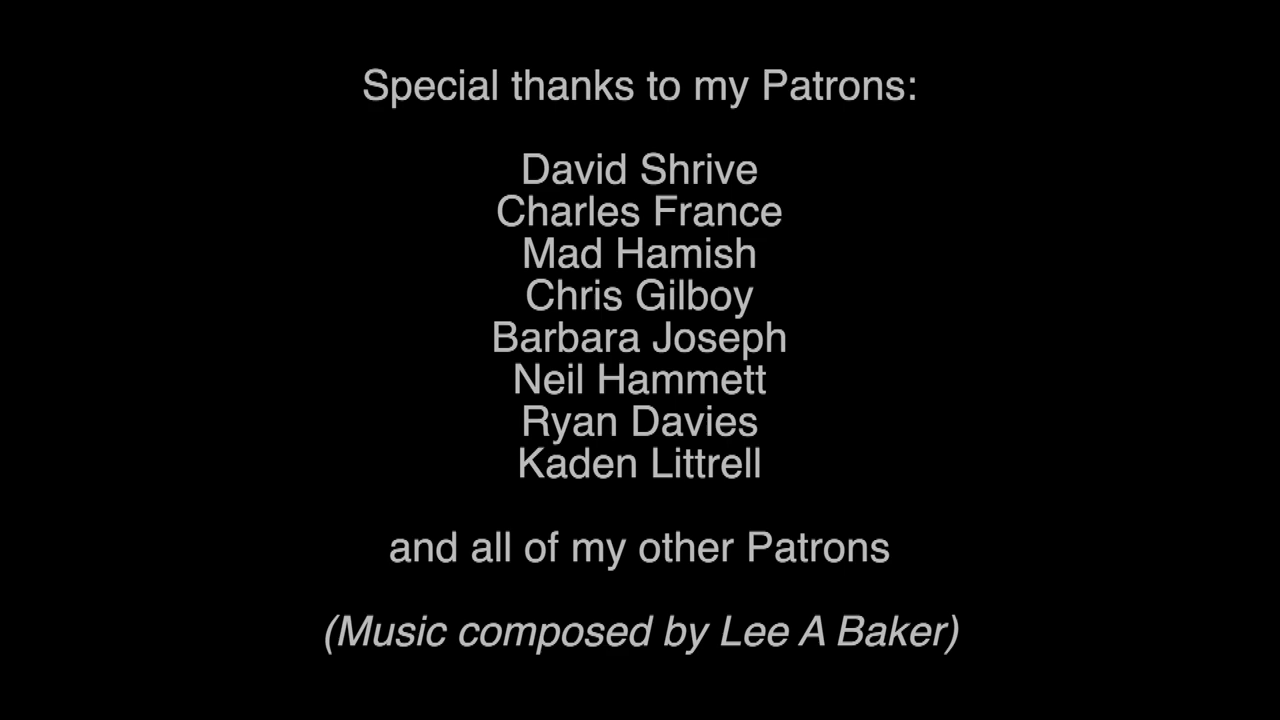 Special thanks to my Patrons:
David Shrive
Charles France
Mad Hamish
Chris Gilboy
Barbara Joseph
Neil Hammett
Ryan Davies
Kaden Littrell
and all of my other Patrons
(Music composed by Lee A Baker)